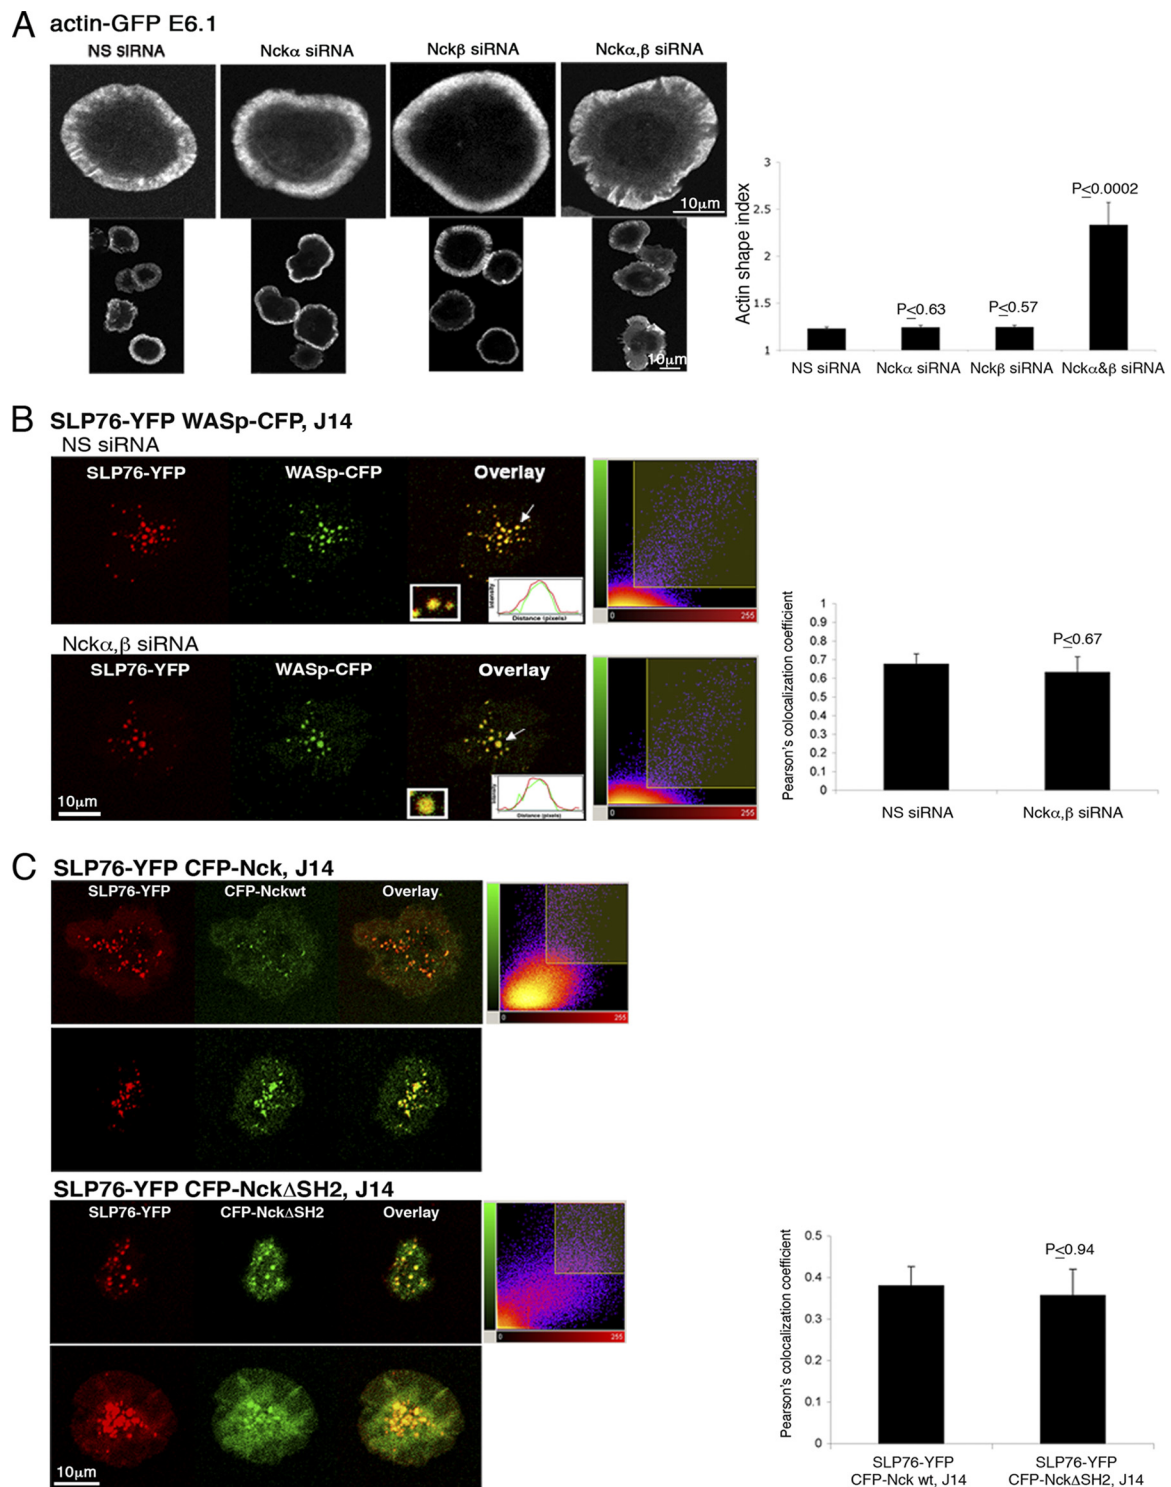 A actin-GFP E6.1
NS siRNA Nckα siRNA Nckβ siRNA Nckα,β siRNA
10µm
10µm
Actin shape index
3
2.5
2
1.5
1
P≤0.63
P≤0.57
P≤0.0002
NS siRNA Nckα siRNA Nckβ siRNA Nckα&β siRNA
B SLP76-YFP WASp-CFP, J14
NS siRNA
SLP76-YFP WASp-CFP Overlay
Intensity
Distance (pixels)
0 255
Nckα,β siRNA
SLP76-YFP WASp-CFP Overlay
10µm
Intensity
Distance (pixels)
0 255
Pearson's colocalization coefficient
1
0.9
0.8
0.7
0.6
0.5
0.4
0.3
0.2
0.1
0
P≤0.67
NS siRNA Nckα,β siRNA
C SLP76-YFP CFP-Nck, J14
SLP76-YFP CFP-Nckwt Overlay
0 255
SLP76-YFP CFP-NckΔSH2, J14
SLP76-YFP CFP-NckΔSH2 Overlay
0 255
10µm
Pearson's colocalization coefficient
0.5
0.4
0.3
0.2
0.1
0
P≤0.94
SLP76-YFP SLP76-YFP
CFP-Nck wt, J14 CFP-NckΔSH2, J14